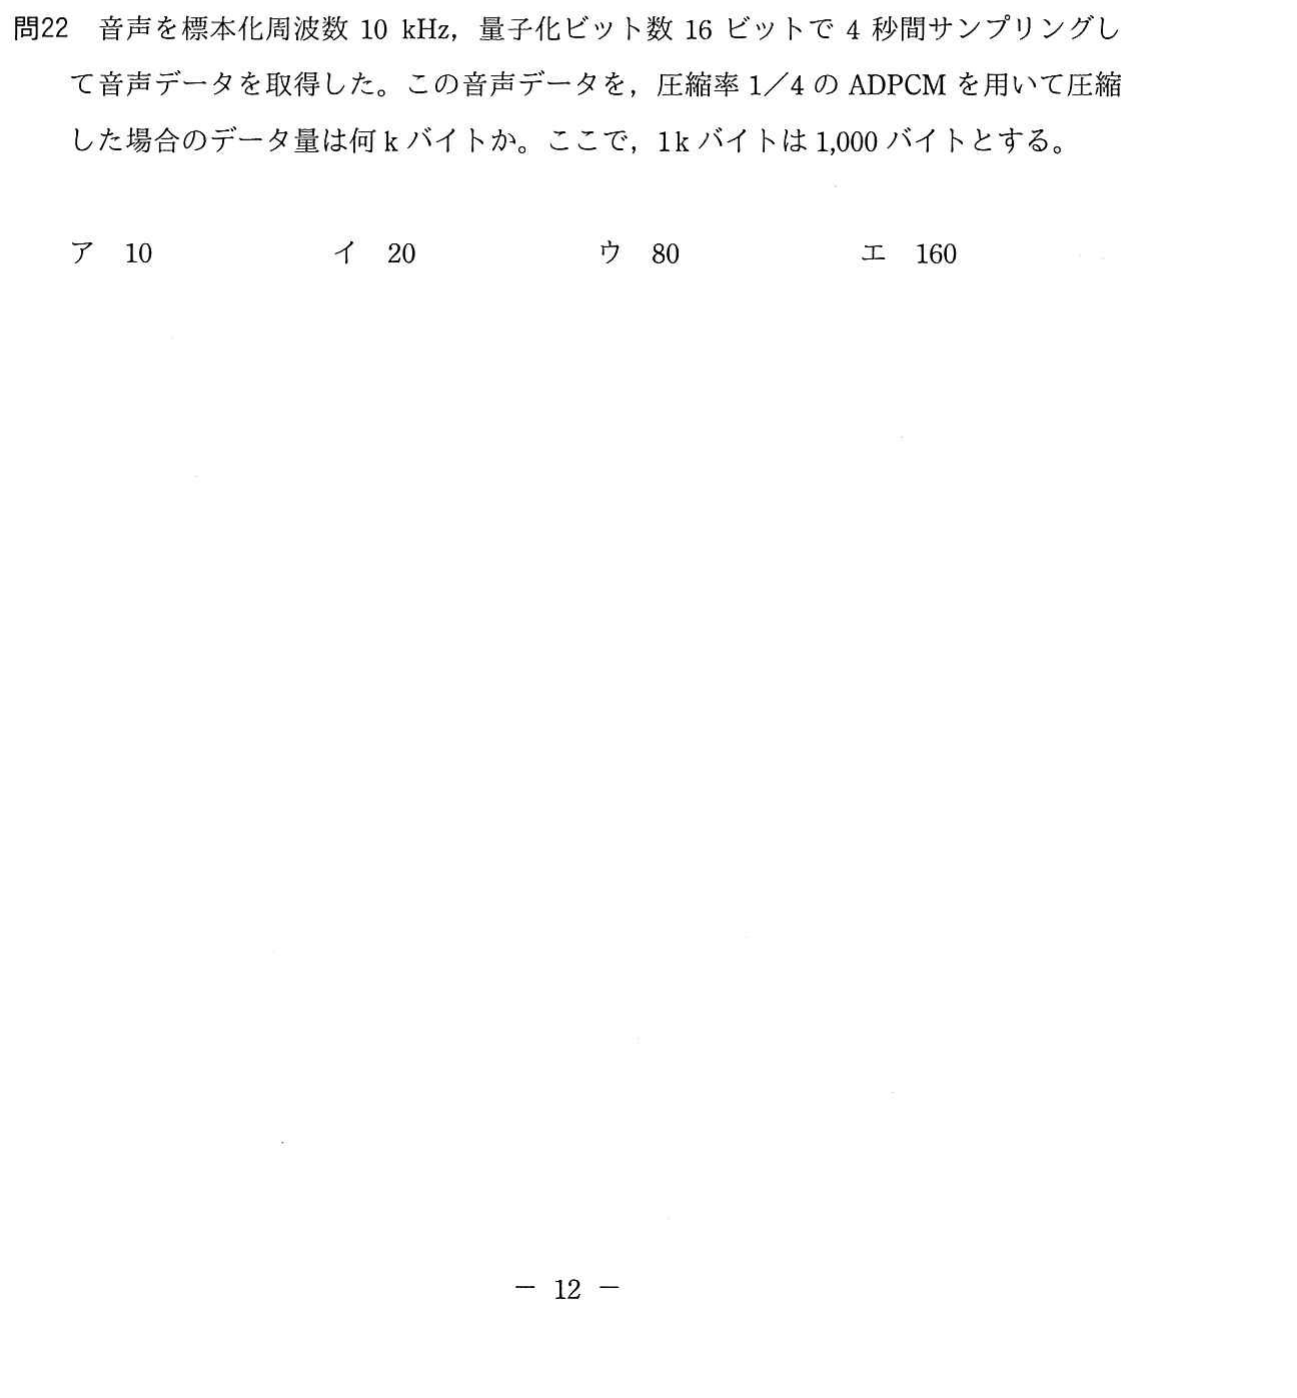 問22 音声を標本化周波数 10 kHz，量子化ビット数 16 ビットで 4 秒間サンプリングし
て音声データを取得した。この音声データを，圧縮率 1／4 の ADPCM を用いて圧縮
した場合のデータ量は何 k バイトか。ここで，1 k バイトは 1,000 バイトとする。
ア 10 イ 20 ウ 80 エ 160
－ 12 －